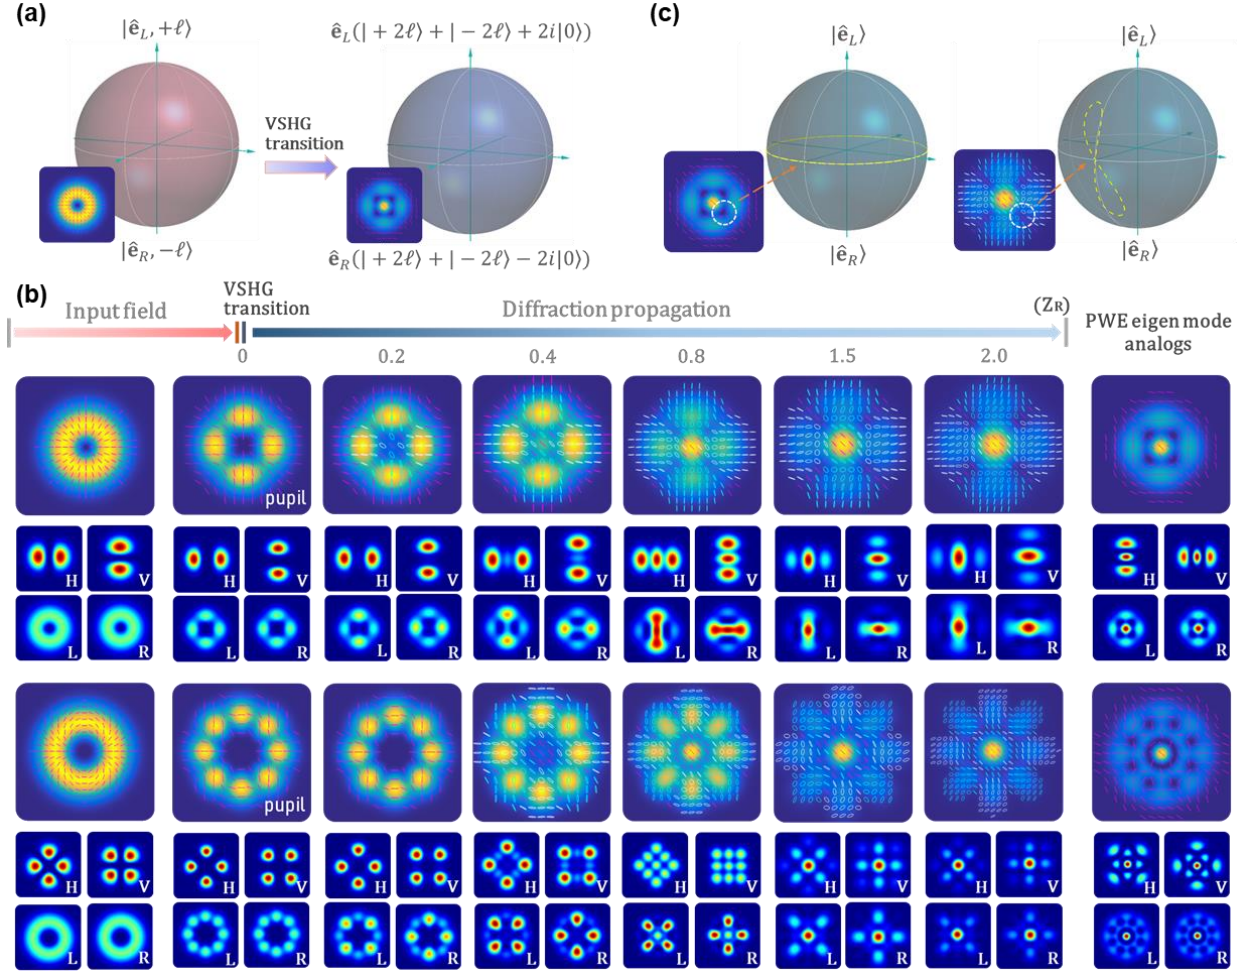 (a)
|ê_L, +ℓ⟩
ê_L(| + 2ℓ⟩ + | − 2ℓ⟩ + 2i|0⟩)
VSHG
transition
|ê_R, −ℓ⟩
ê_R(| + 2ℓ⟩ + | − 2ℓ⟩ − 2i|0⟩)
(c)
|ê_L⟩
|ê_L⟩
|ê_R⟩
|ê_R⟩
(b)
Input field
VSHG
transition
Diffraction propagation
(ZR)
PWE eigen mode
analogs
0 0.2 0.4 0.8 1.5 2.0
pupil
H V H V H V H V H V H V H V H V
L R L R L R L R L R L R L R L R
pupil
H V H V H V H V H V H V H V H V
L R L R L R L R L R L R L R L R